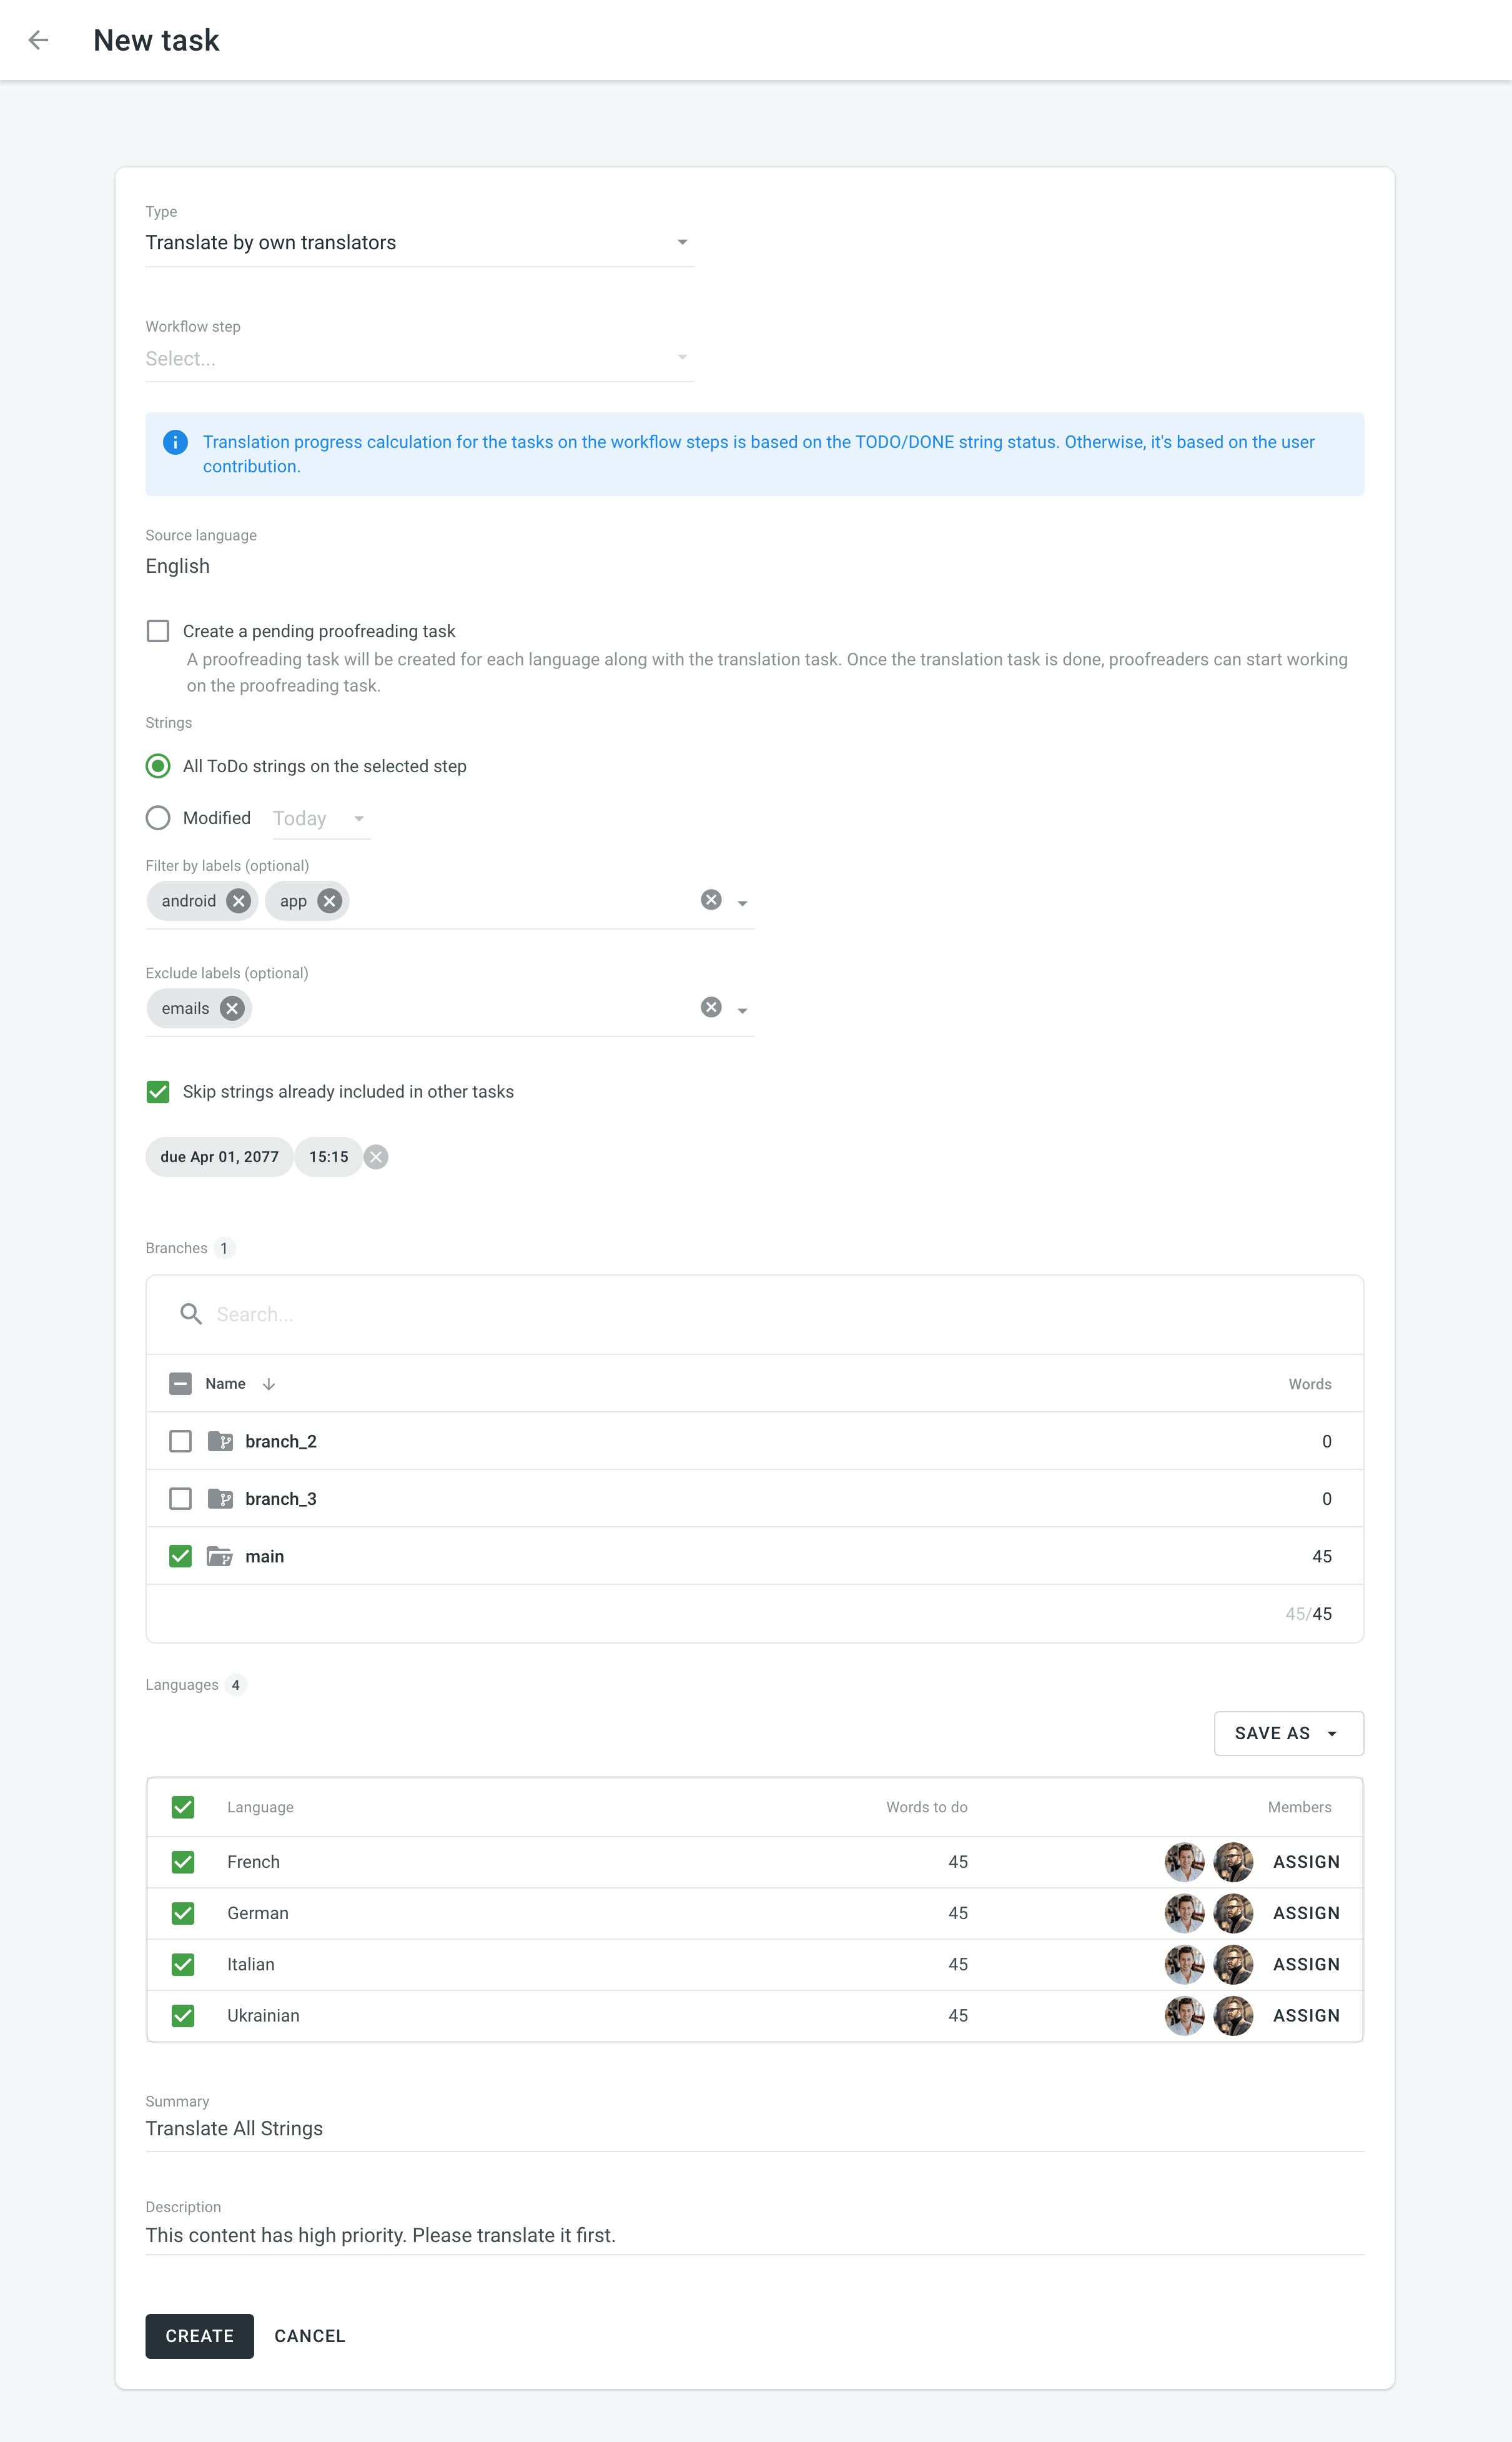 New task
Type
Translate by own translators
Workflow step
Select...
Translation progress calculation for the tasks on the workflow steps is based on the TODO/DONE string status. Otherwise, it's based on the user
contribution.
Source language
English
Create a pending proofreading task
A proofreading task will be created for each language along with the translation task. Once the translation task is done, proofreaders can start working
on the proofreading task.
Strings
All ToDo strings on the selected step
Modified Today
Filter by labels (optional)
android app
Exclude labels (optional)
emails
Skip strings already included in other tasks
due Apr 01, 2077 15:15
Branches 1
Search...
Name Words
branch_2 0
branch_3 0
main 45
45/45
Languages 4
SAVE AS
Language Words to do Members
French 45 ASSIGN
German 45 ASSIGN
Italian 45 ASSIGN
Ukrainian 45 ASSIGN
Summary
Translate All Strings
Description
This content has high priority. Please translate it first.
CREATE CANCEL